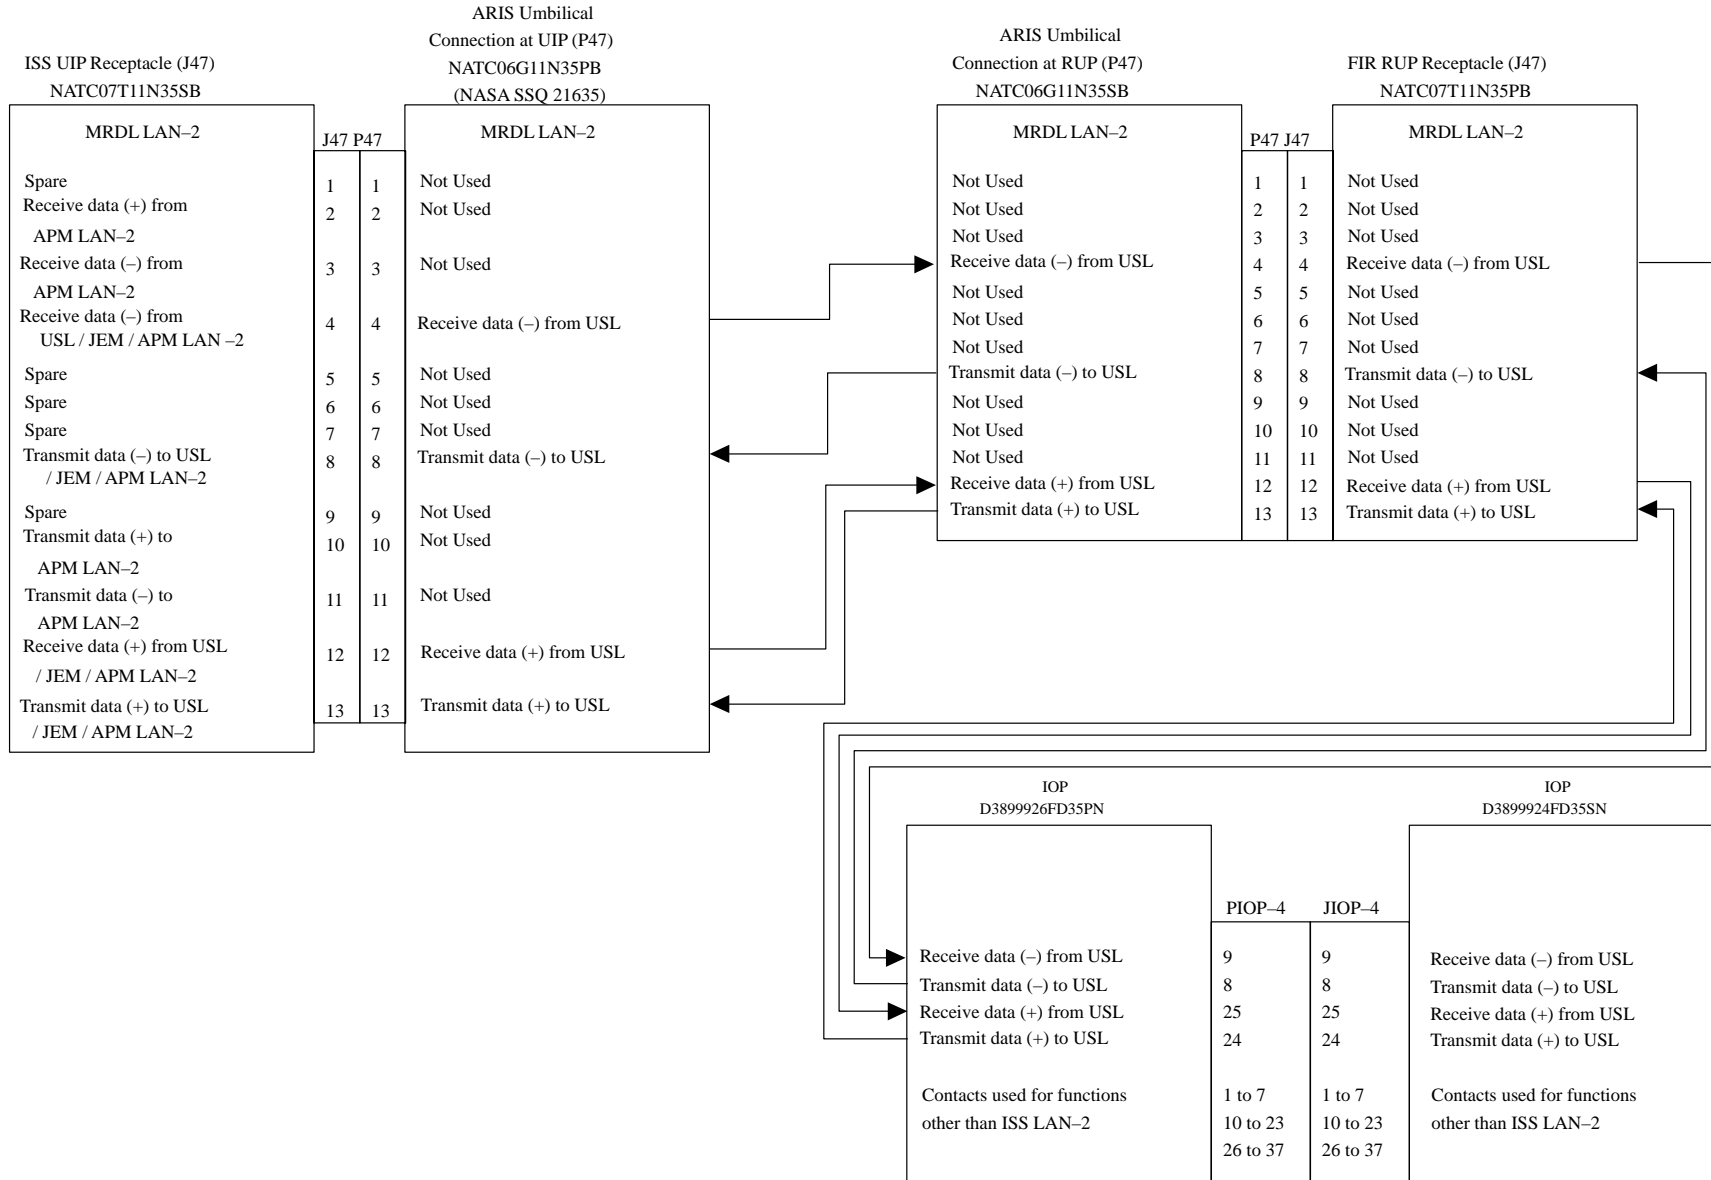 ISS UIP Receptacle (J47)
NATC07T11N35SB
MRDL LAN–2
Spare
Receive data (+) from
APM LAN–2
Receive data (–) from
APM LAN–2
Receive data (–) from
USL / JEM / APM LAN –2
Spare
Spare
Spare
Transmit data (–) to USL
/ JEM / APM LAN–2
Spare
Transmit data (+) to
APM LAN–2
Transmit data (–) to
APM LAN–2
Receive data (+) from USL
/ JEM / APM LAN–2
Transmit data (+) to USL
/ JEM / APM LAN–2
J47 P47
1 1
2 2
3 3
4 4
5 5
6 6
7 7
8 8
9 9
10 10
11 11
12 12
13 13
ARIS Umbilical
Connection at UIP (P47)
NATC06G11N35PB
(NASA SSQ 21635)
MRDL LAN–2
Not Used
Not Used
Not Used
Receive data (–) from USL
Not Used
Not Used
Not Used
Transmit data (–) to USL
Not Used
Not Used
Not Used
Receive data (+) from USL
Transmit data (+) to USL
ARIS Umbilical
Connection at RUP (P47)
NATC06G11N35SB
MRDL LAN–2
Not Used
Not Used
Not Used
Receive data (–) from USL
Not Used
Not Used
Not Used
Transmit data (–) to USL
Not Used
Not Used
Not Used
Receive data (+) from USL
Transmit data (+) to USL
P47 J47
1 1
2 2
3 3
4 4
5 5
6 6
7 7
8 8
9 9
10 10
11 11
12 12
13 13
FIR RUP Receptacle (J47)
NATC07T11N35PB
MRDL LAN–2
Not Used
Not Used
Not Used
Receive data (–) from USL
Not Used
Not Used
Not Used
Transmit data (–) to USL
Not Used
Not Used
Not Used
Receive data (+) from USL
Transmit data (+) to USL
IOP
D3899926FD35PN
Receive data (–) from USL
Transmit data (–) to USL
Receive data (+) from USL
Transmit data (+) to USL
Contacts used for functions
other than ISS LAN–2
PIOP–4 JIOP–4
9 9
8 8
25 25
24 24
1 to 7 1 to 7
10 to 23 10 to 23
26 to 37 26 to 37
IOP
D3899924FD35SN
Receive data (–) from USL
Transmit data (–) to USL
Receive data (+) from USL
Transmit data (+) to USL
Contacts used for functions
other than ISS LAN–2